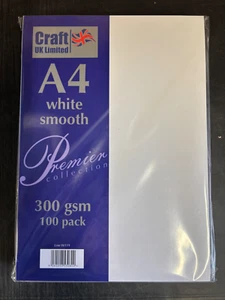 Craft
UK Limited
A4
white
smooth
Premier
collection
300 gsm
100 pack